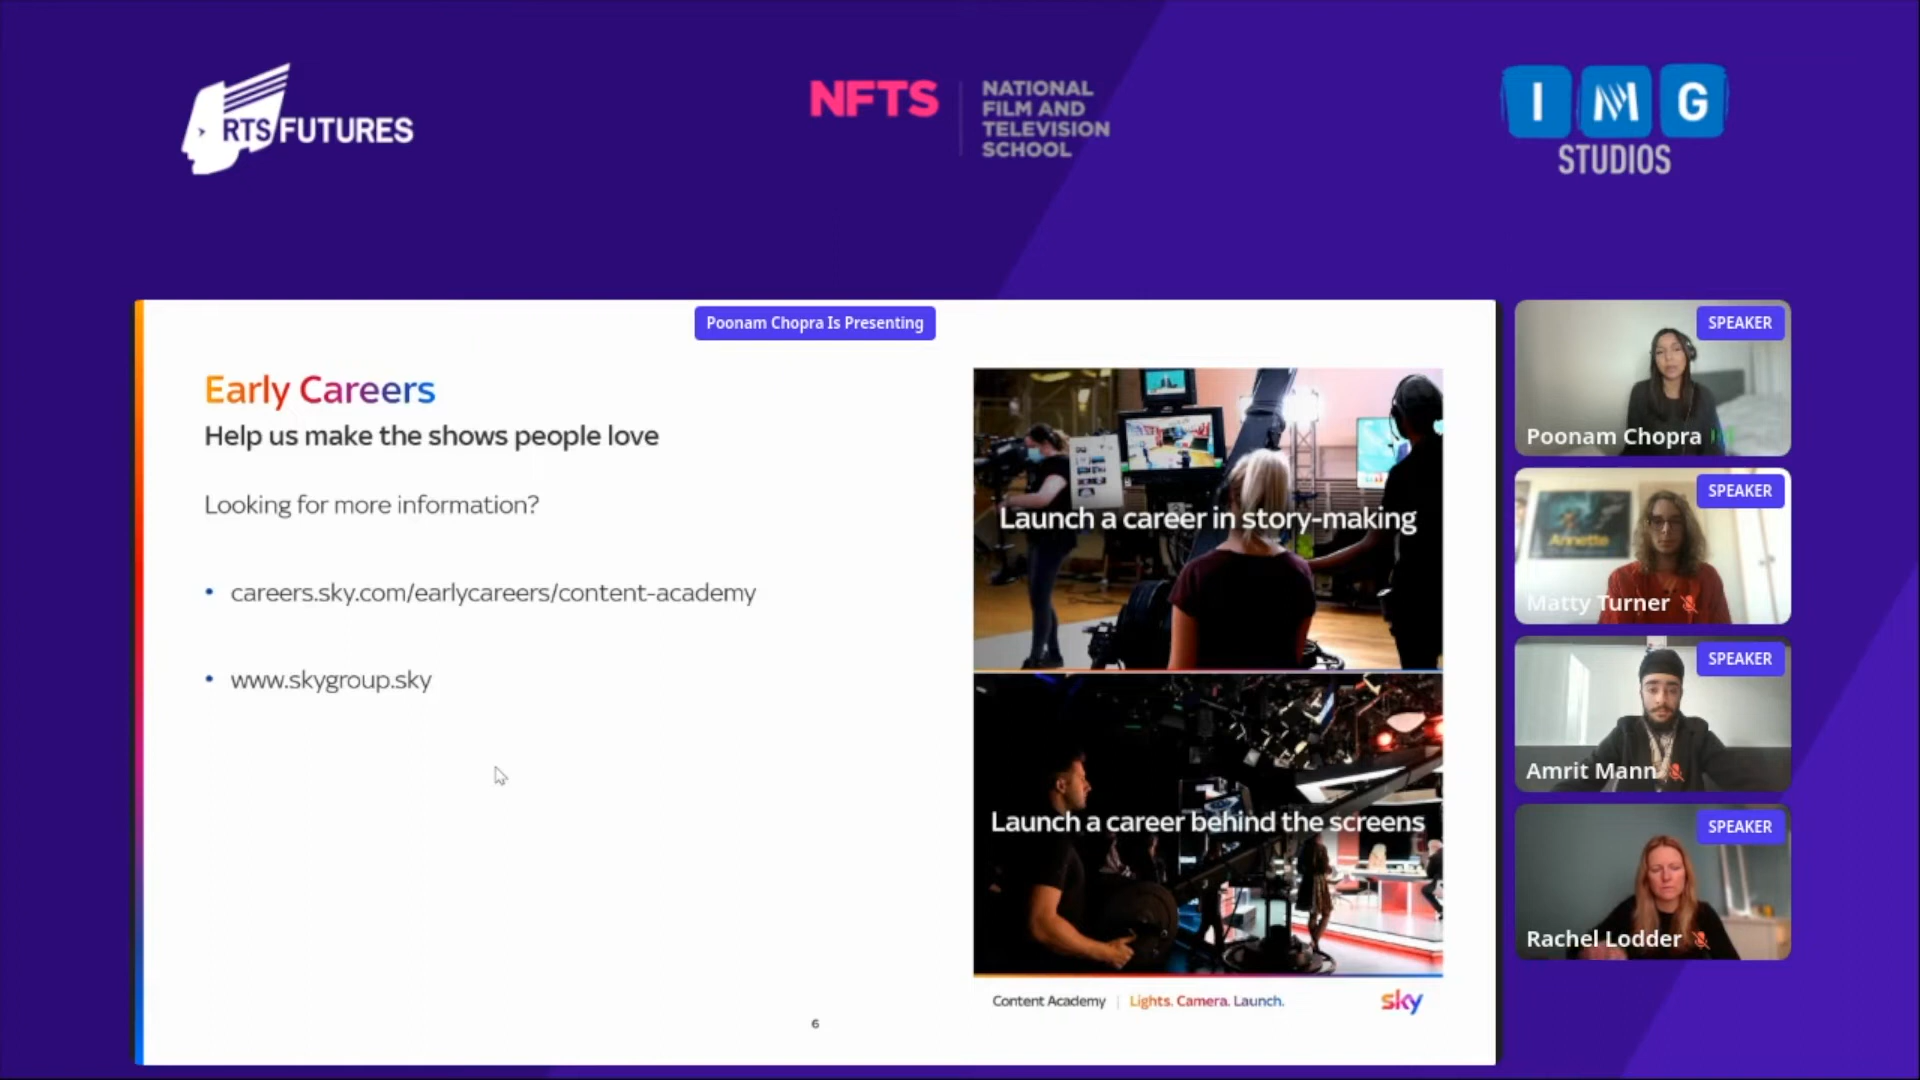 RTS FUTURES
NFTS
NATIONAL
FILM AND
TELEVISION
SCHOOL
IMG
STUDIOS
Poonam Chopra Is Presenting
Early Careers
Help us make the shows people love
Looking for more information?
• careers.sky.com/earlycareers/content-academy
• www.skygroup.sky
Launch a career in story-making
Launch a career behind the screens
Content Academy | Lights. Camera. Launch.
sky
6
SPEAKER
Poonam Chopra
SPEAKER
Annette
Matty Turner
SPEAKER
Amrit Mann
SPEAKER
Rachel Lodder